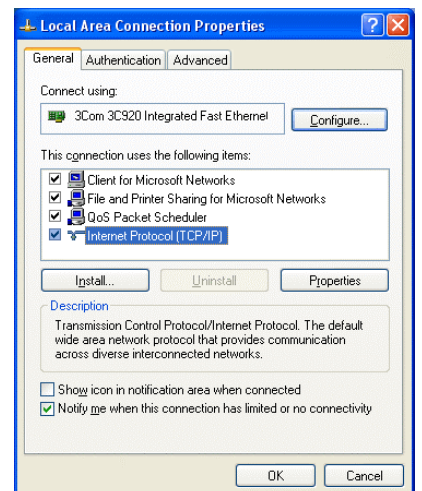 Local Area Connection Properties
General Authentication Advanced
Connect using:
3Com 3C920 Integrated Fast Ethernet
Configure...
This connection uses the following items:
Client for Microsoft Networks
File and Printer Sharing for Microsoft Networks
QoS Packet Scheduler
Internet Protocol (TCP/IP)
Install... Uninstall Properties
Description
Transmission Control Protocol/Internet Protocol. The default
wide area network protocol that provides communication
across diverse interconnected networks.
Show icon in notification area when connected
Notify me when this connection has limited or no connectivity
OK Cancel